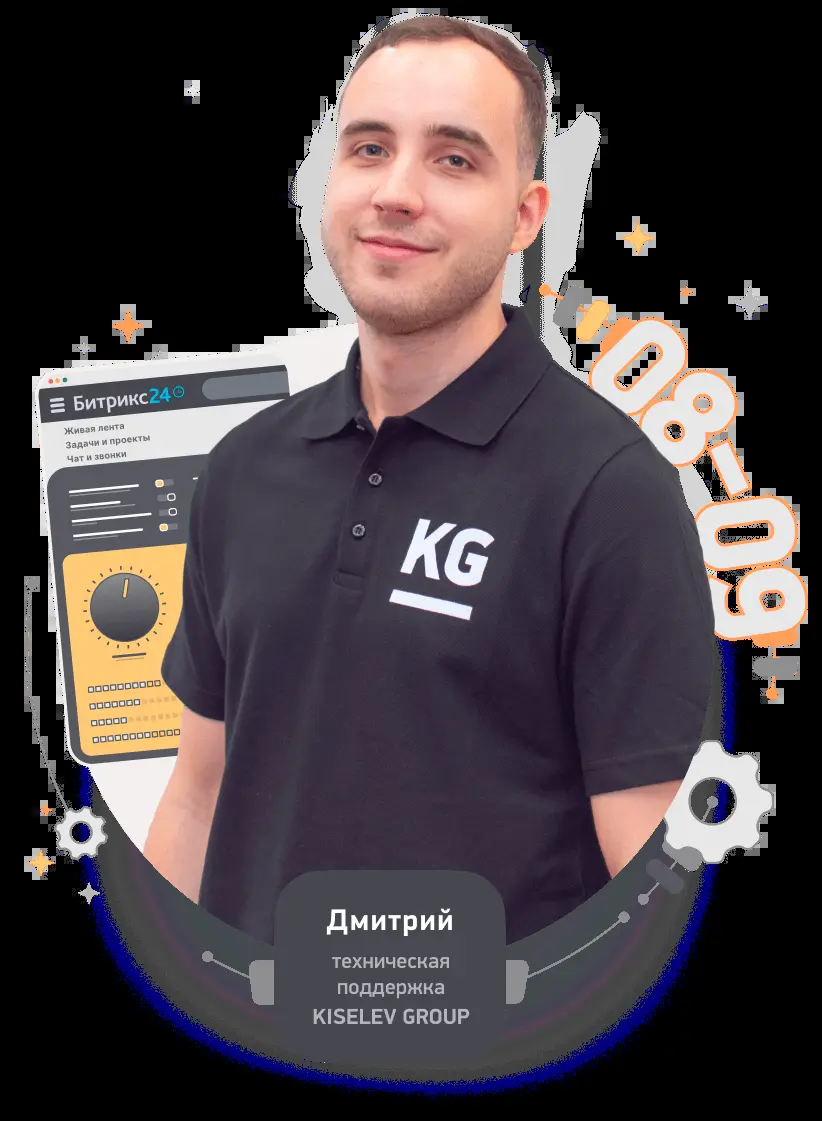 Битрикс24
Живая лента
Задачи и проекты
Чат и звонки
KG
08-09
Дмитрий
техническая
поддержка
KISELEV GROUP